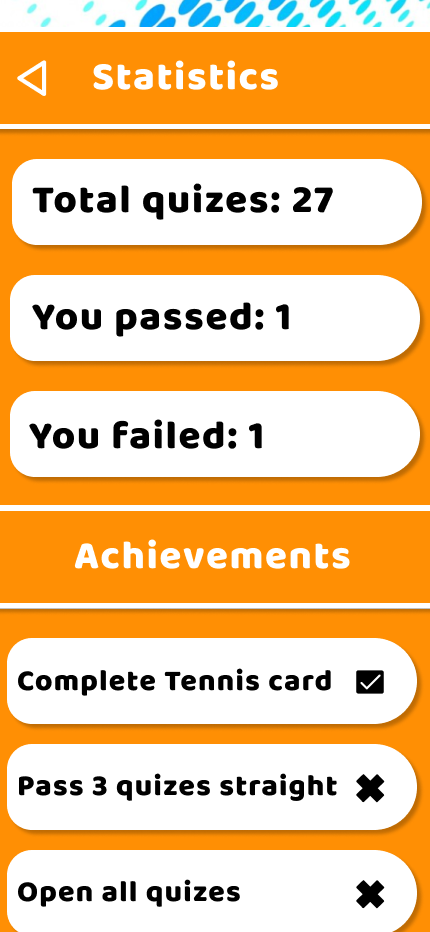 Statistics
Total quizes: 27
You passed: 1
You failed: 1
Achievements
Complete Tennis card
Pass 3 quizes straight
Open all quizes